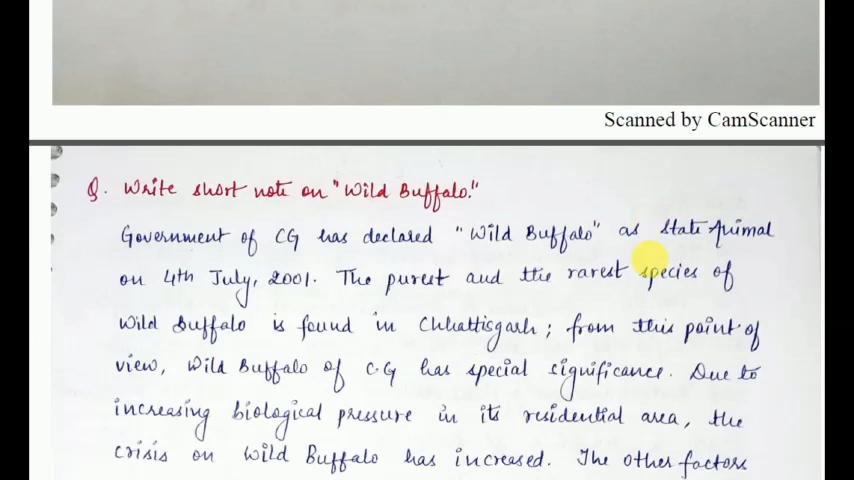 Scanned by CamScanner
Q. Write short note on "Wild Buffalo."
Government of CG has declared "Wild Buffalo" as State Animal
on 4th July, 2001. The purest and the rarest species of
Wild Buffalo is found in Chhattisgarh; from this point of
view, Wild Buffalo of C.G has special significance. Due to
increasing biological pressure in its residential area, the
crisis on Wild Buffalo has increased. The other factors